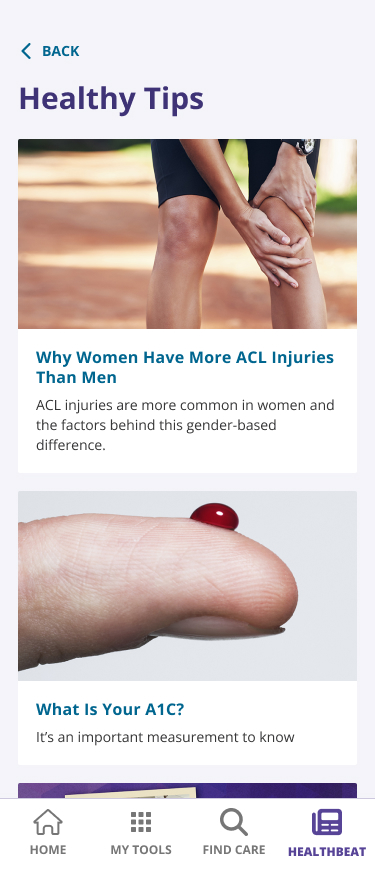 BACK
Healthy Tips
Why Women Have More ACL Injuries
Than Men
ACL injuries are more common in women and
the factors behind this gender-based
difference.
What Is Your A1C?
It’s an important measurement to know
HOME
MY TOOLS
FIND CARE
HEALTHBEAT